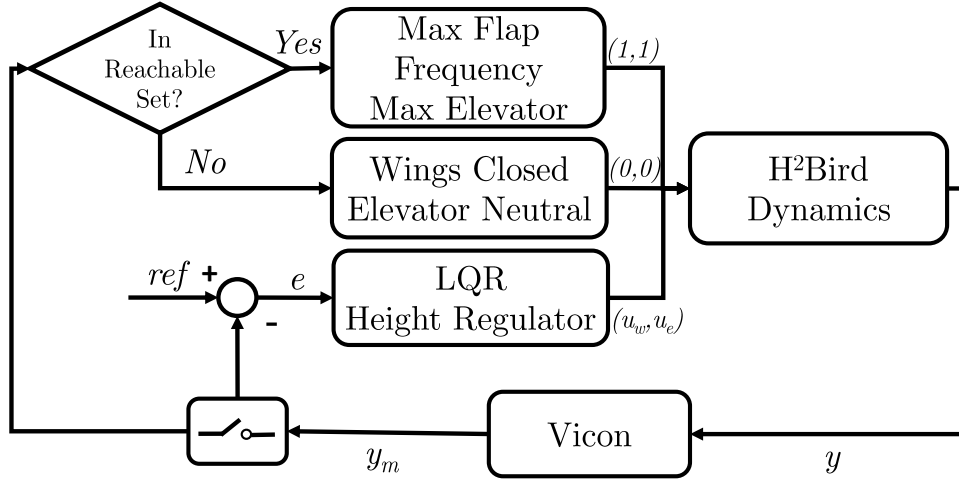 In
Reachable
Set?
Yes
No
Max Flap
Frequency
Max Elevator
(1,1)
Wings Closed
Elevator Neutral
(0,0)
H²Bird
Dynamics
ref +
-
e
LQR
Height Regulator
(u_w,u_e)
Vicon
y_m
y